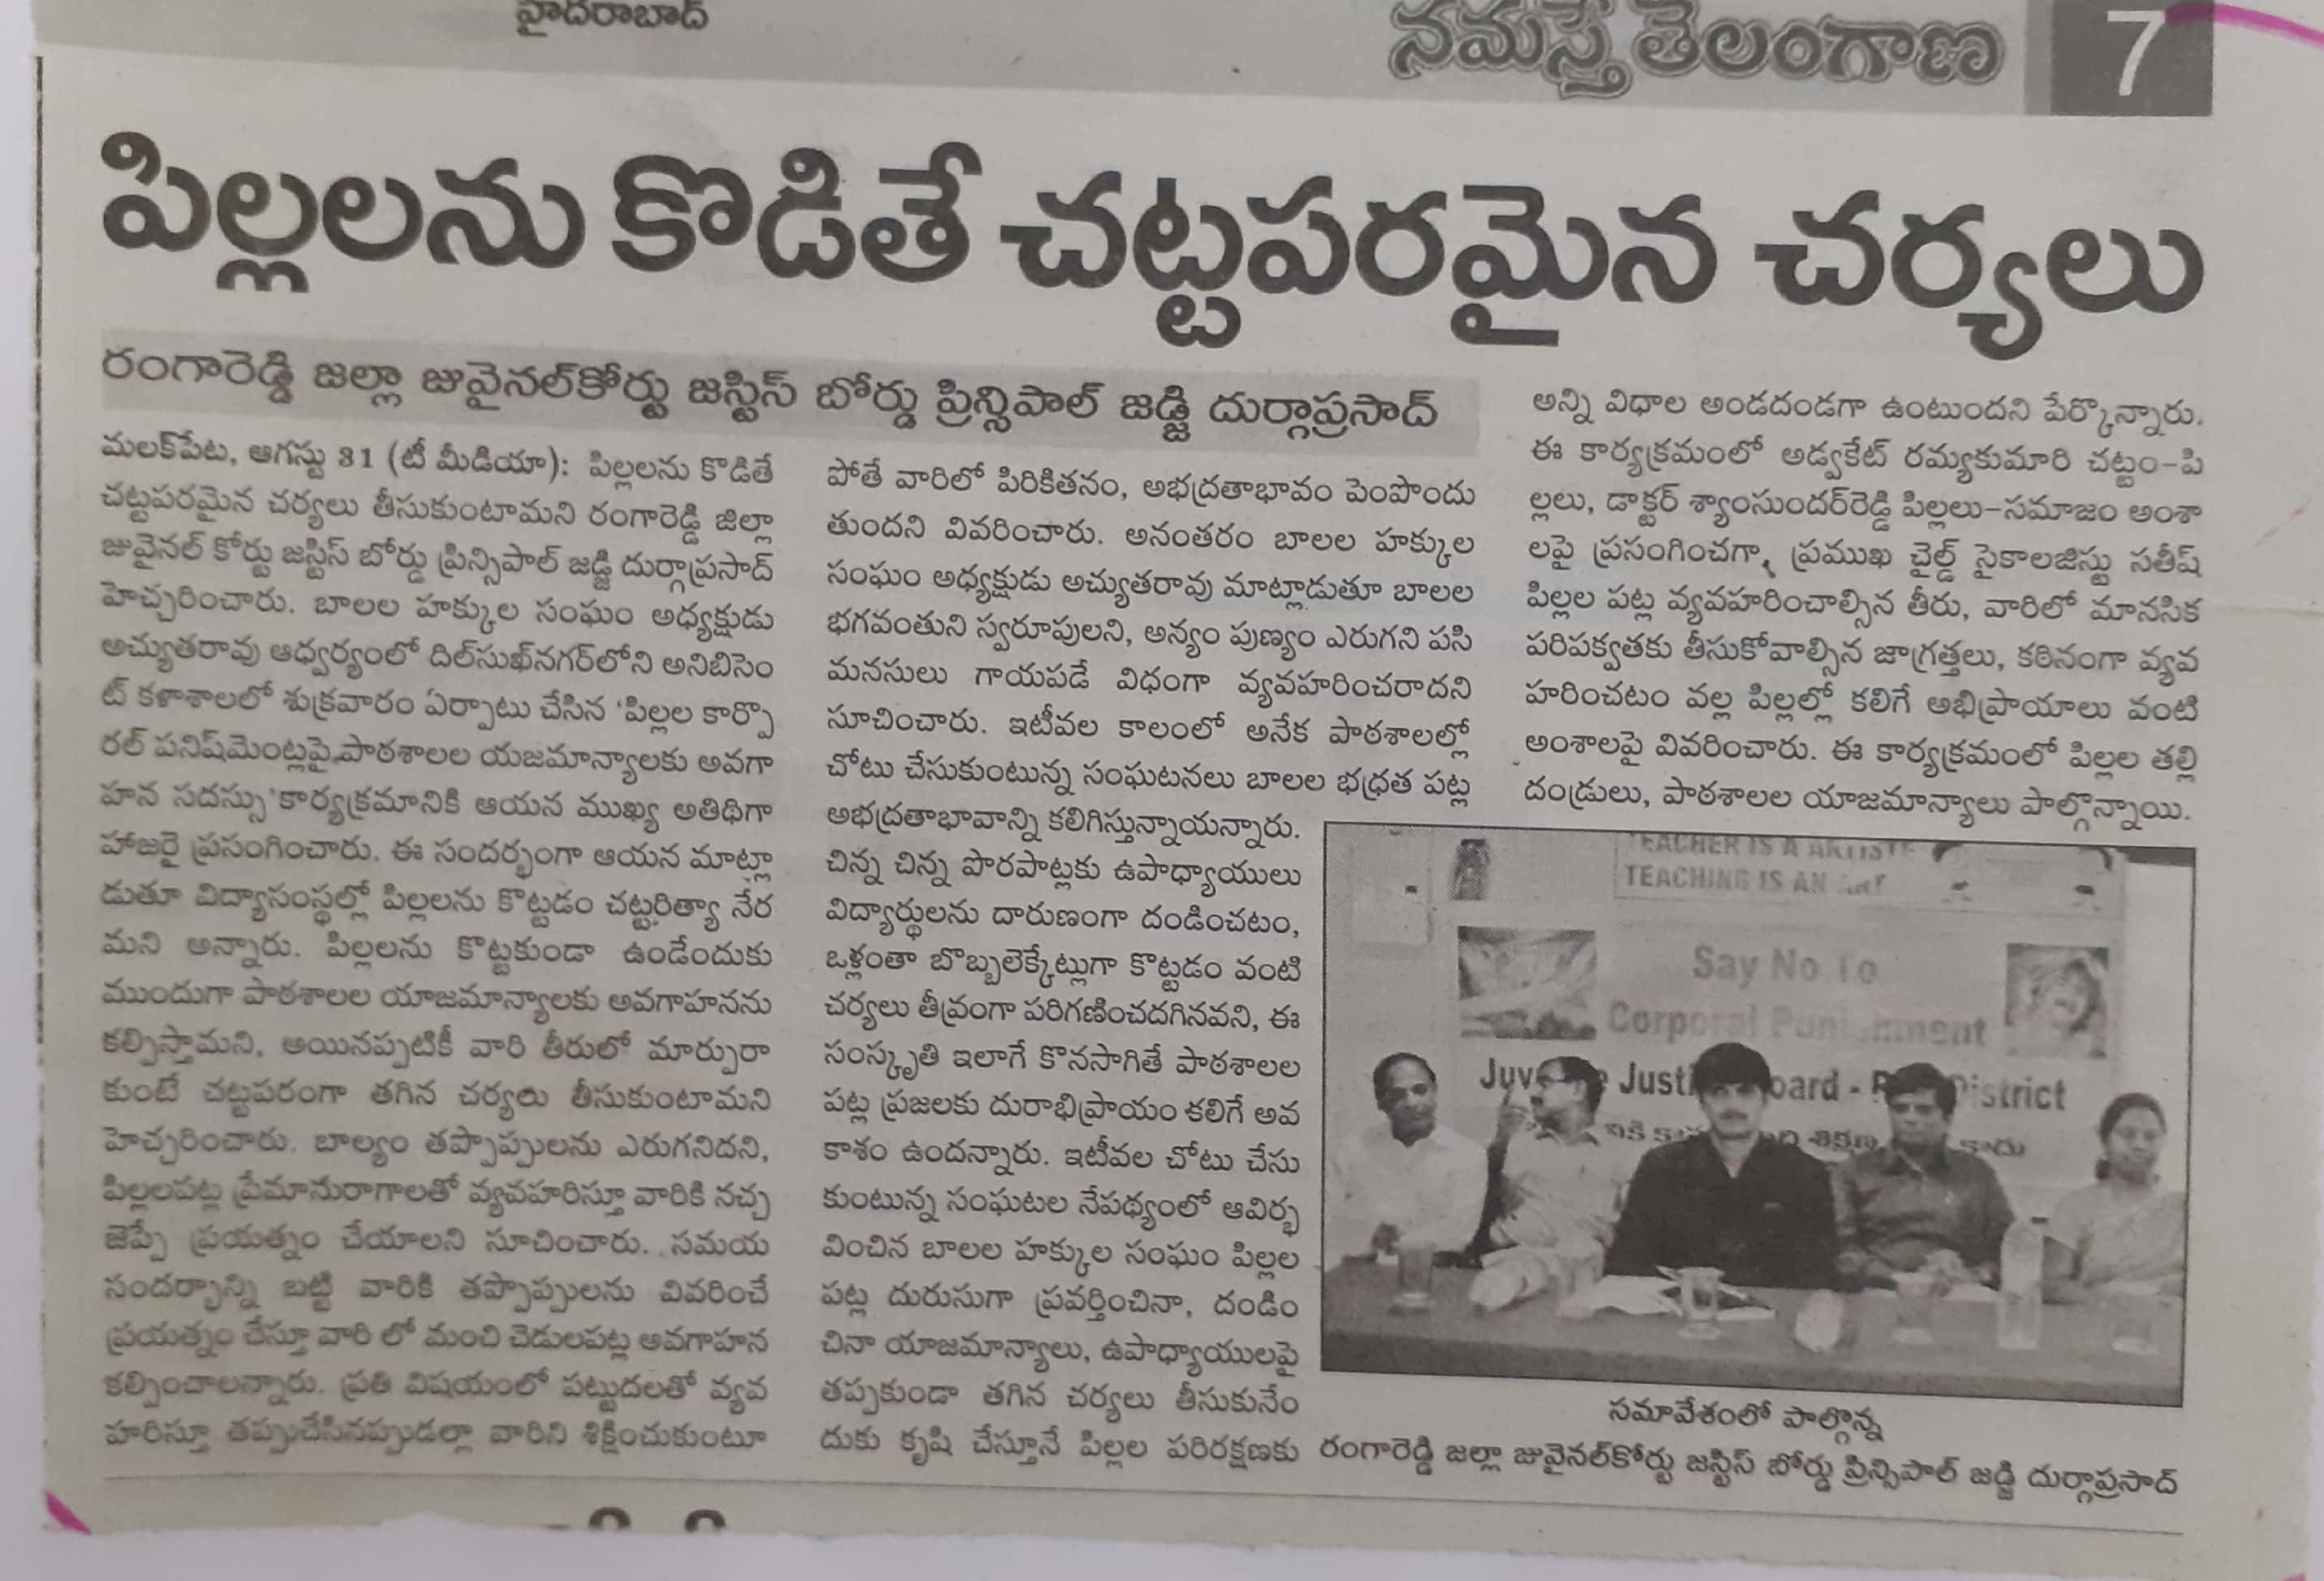 హైదరాబాద్
నమస్తే తెలంగాణ 7
పిల్లలను కొడితే చట్టపరమైన చర్యలు
రంగారెడ్డి జల్లా జువైనల్‌కోర్టు జస్టిస్ బోర్డు ప్రిన్సిపాల్ జడ్జి దుర్గాప్రసాద్
మలక్‌పేట, ఆగస్టు 31 (టీ మీడియా): పిల్లలను కొడితే
చట్టపరమైన చర్యలు తీసుకుంటామని రంగారెడ్డి జిల్లా
జువైనల్ కోర్టు జస్టిస్ బోర్డు ప్రిన్సిపాల్ జడ్జి దుర్గాప్రసాద్
హెచ్చరించారు. బాలల హక్కుల సంఘం అధ్యక్షుడు
అచ్యుతరావు ఆధ్వర్యంలో దిల్‌సుఖ్‌నగర్‌లోని అనిబిసెం
ట్ కళాశాలలో శుక్రవారం ఏర్పాటు చేసిన 'పిల్లల కార్పొ
రల్ పనిష్‌మెంట్లపై పాఠశాలల యజమాన్యాలకు అవగా
హన సదస్సు'కార్యక్రమానికి ఆయన ముఖ్య అతిథిగా
హాజరై ప్రసంగించారు. ఈ సందర్భంగా ఆయన మాట్లా
డుతూ విద్యాసంస్థల్లో పిల్లలను కొట్టడం చట్టరిత్యా నేర
మని అన్నారు. పిల్లలను కొట్టకుండా ఉండేందుకు
ముందుగా పాఠశాలల యాజమాన్యాలకు అవగాహనను
కల్పిస్తామని, అయినప్పటికీ వారి తీరులో మార్పురా
కుంటే చట్టపరంగా తగిన చర్యలు తీసుకుంటామని
హెచ్చరించారు. బాల్యం తప్పొప్పులను ఎరుగనిదని,
పిల్లలపట్ల ప్రేమానురాగాలతో వ్యవహరిస్తూ వారికి నచ్చ
జెప్పే ప్రయత్నం చేయాలని సూచించారు. సమయ
సందర్భాన్ని బట్టి వారికి తప్పొప్పులను వివరించే
ప్రయత్నం చేస్తూ వారి లో మంచి చెడులపట్ల అవగాహన
కల్పించాలన్నారు. ప్రతి విషయంలో పట్టుదలతో వ్యవ
హరిస్తూ తప్పుచేసినప్పుడల్లా వారిని శిక్షించుకుంటూ
పోతే వారిలో పిరికితనం, అభద్రతాభావం పెంపొందు
తుందని వివరించారు. అనంతరం బాలల హక్కుల
సంఘం అధ్యక్షుడు అచ్యుతరావు మాట్లాడుతూ బాలల
భగవంతుని స్వరూపులని, అన్యం పుణ్యం ఎరుగని పసి
మనసులు గాయపడే విధంగా వ్యవహరించరాదని
సూచించారు. ఇటీవల కాలంలో అనేక పాఠశాలల్లో
చోటు చేసుకుంటున్న సంఘటనలు బాలల భద్రత పట్ల
అభద్రతాభావాన్ని కలిగిస్తున్నాయన్నారు.
చిన్న చిన్న పొరపాట్లకు ఉపాధ్యాయులు
విద్యార్థులను దారుణంగా దండించటం,
ఒళ్లంతా బొబ్బలెక్కేట్లుగా కొట్టడం వంటి
చర్యలు తీవ్రంగా పరిగణించదగినవని, ఈ
సంస్కృతి ఇలాగే కొనసాగితే పాఠశాలల
పట్ల ప్రజలకు దురాభిప్రాయం కలిగే అవ
కాశం ఉందన్నారు. ఇటీవల చోటు చేసు
కుంటున్న సంఘటల నేపథ్యంలో ఆవిర్భ
వించిన బాలల హక్కుల సంఘం పిల్లల
పట్ల దురుసుగా ప్రవర్తించినా, దండిం
చినా యాజమాన్యాలు, ఉపాధ్యాయులపై
తప్పకుండా తగిన చర్యలు తీసుకునేం
దుకు కృషి చేస్తూనే పిల్లల పరిరక్షణకు
అన్ని విధాల అండదండగా ఉంటుందని పేర్కొన్నారు.
ఈ కార్యక్రమంలో అడ్వకేట్ రమ్యకుమారి చట్టం-పి
ల్లలు, డాక్టర్ శ్యాంసుందర్‌రెడ్డి పిల్లలు-సమాజం అంశా
లపై ప్రసంగించగా, ప్రముఖ చైల్డ్ సైకాలజిస్టు సతీష్
పిల్లల పట్ల వ్యవహరించాల్సిన తీరు, వారిలో మానసిక
పరిపక్వతకు తీసుకోవాల్సిన జాగ్రత్తలు, కఠినంగా వ్యవ
హరించటం వల్ల పిల్లల్లో కలిగే అభిప్రాయాలు వంటి
అంశాలపై వివరించారు. ఈ కార్యక్రమంలో పిల్లల తల్లి
దండ్రులు, పాఠశాలల యాజమాన్యాలు పాల్గొన్నాయి.
TEACHER IS A ARTIST
TEACHING IS AN ART
Say No To
Corporal Punishment
Juvenile Justice Board - District
సమావేశంలో పాల్గొన్న
రంగారెడ్డి జల్లా జువైనల్‌కోర్టు జస్టిస్ బోర్డు ప్రిన్సిపాల్ జడ్జి దుర్గాప్రసాద్